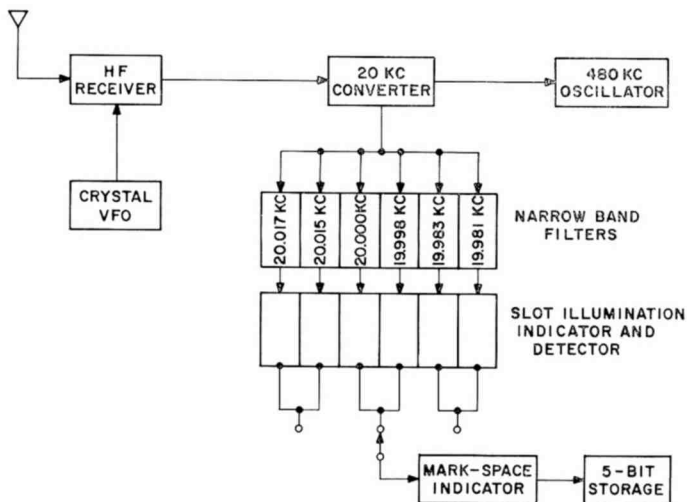 HF
RECEIVER
20 KC
CONVERTER
480 KC
OSCILLATOR
CRYSTAL
VFO
20.017 KC
20.015 KC
20.000 KC
19.998 KC
19.983 KC
19.981 KC
NARROW BAND
FILTERS
SLOT ILLUMINATION
INDICATOR AND
DETECTOR
MARK-SPACE
INDICATOR
5-BIT
STORAGE